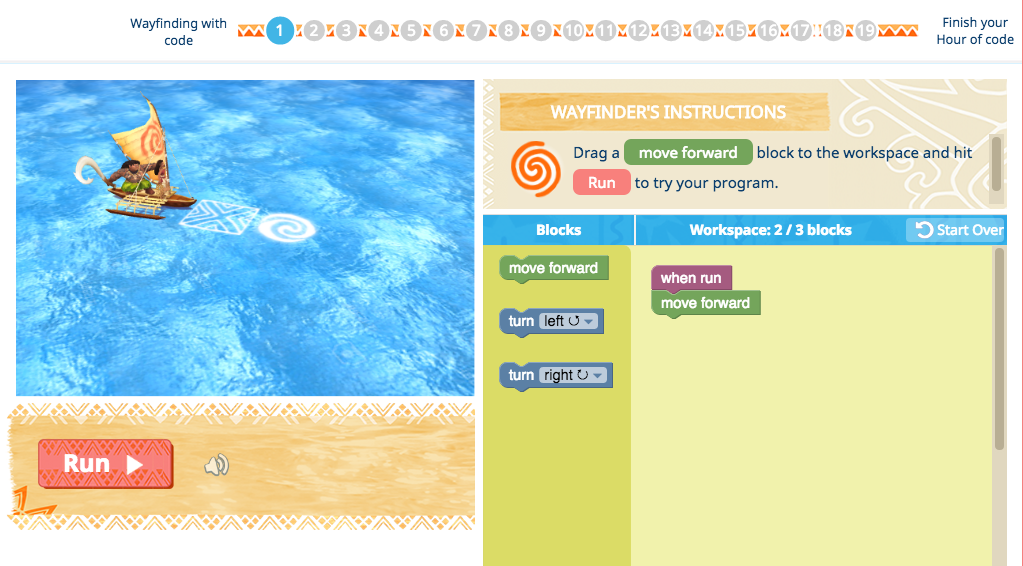 Wayfinding with
code
1 2 3 4 5 6 7 8 9 10 11 12 13 14 15 16 17 18 19
Finish your
Hour of code
WAYFINDER'S INSTRUCTIONS
Drag a move forward block to the workspace and hit
Run to try your program.
Blocks
Workspace: 2 / 3 blocks
Start Over
move forward
turn left
turn right
when run
move forward
Run